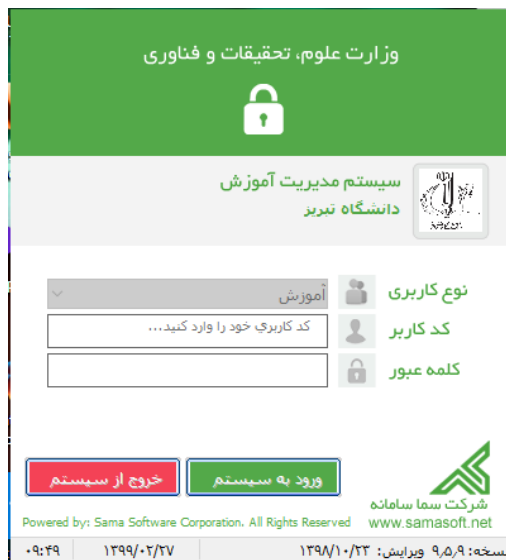 وزارت علوم، تحقیقات و فناوری
سیستم مدیریت آموزش
دانشگاه تبریز
نوع کاربری
آموزش
کد کاربر
کد کاربري خود را وارد کنید...
کلمه عبور
ورود به سیستم
خروج از سیستم
شرکت سما سامانه
www.samasoft.net
Powered by: Sama Software Corporation. All Rights Reserved
نسخه: ۹٫۵٫۹ ویرایش: ۱۳۹۸/۱۰/۲۳
۱۳۹۹/۰۲/۲۷
۰۹:۴۹